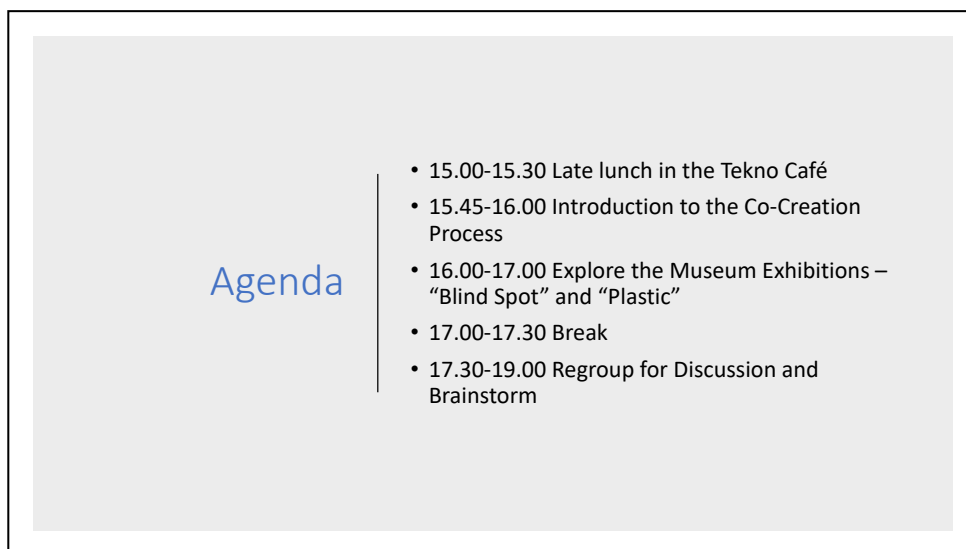 Agenda
• 15.00-15.30 Late lunch in the Tekno Café
• 15.45-16.00 Introduction to the Co-Creation
Process
• 16.00-17.00 Explore the Museum Exhibitions –
“Blind Spot” and “Plastic”
• 17.00-17.30 Break
• 17.30-19.00 Regroup for Discussion and
Brainstorm